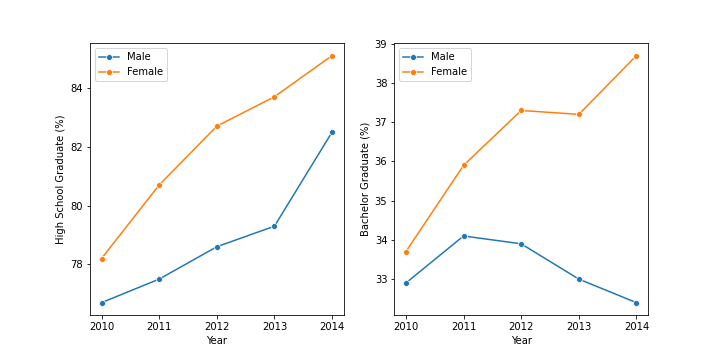 Male
Female
84
82
80
78
High School Graduate (%)
2010 2011 2012 2013 2014
Year
Male
Female
39
38
37
36
35
34
33
Bachelor Graduate (%)
2010 2011 2012 2013 2014
Year